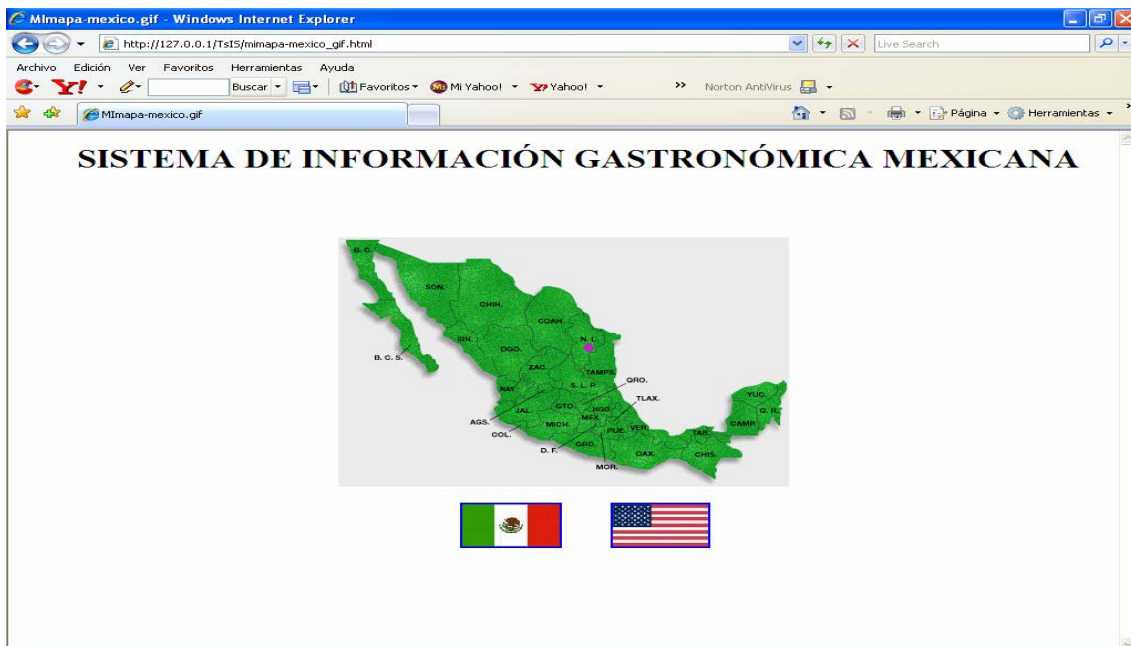 MImapa-mexico.gif - Windows Internet Explorer
http://127.0.0.1/TsIS/mimapa-mexico_gif.html Live Search
Archivo Edición Ver Favoritos Herramientas Ayuda
Y! Buscar Favoritos Mi Yahoo! Yahoo! >> Norton AntiVirus
MImapa-mexico.gif Página Herramientas
SISTEMA DE INFORMACIÓN GASTRONÓMICA MEXICANA
B. C.
SON.
CHIH.
COAH.
SIN. N. L.
B. C. S. DGO.
ZAC. TAMPS.
NAY. S. L. P. QRO.
TLAX. YUC.
AGS. JAL. GTO. HGO. Q. R.
COL. MICH. MEX. PUE. VER. TAB. CAMP.
D. F. GRO. OAX. CHIS.
MOR.